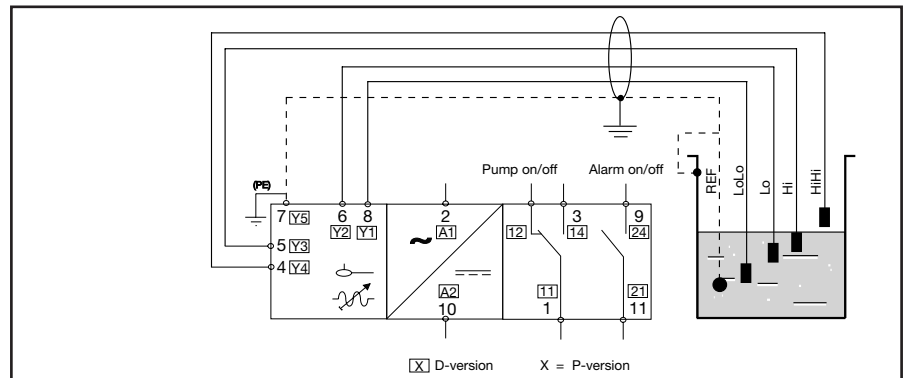 Pump on/off
Alarm on/off
REF
LoLo
Lo
Hi
HiHi
(PE)
7 Y5
6
Y2
8
Y1
5 Y3
4 Y4
2
A1
~
A2
10
12
3
14
9
24
11
1
21
11
X D-version X = P-version